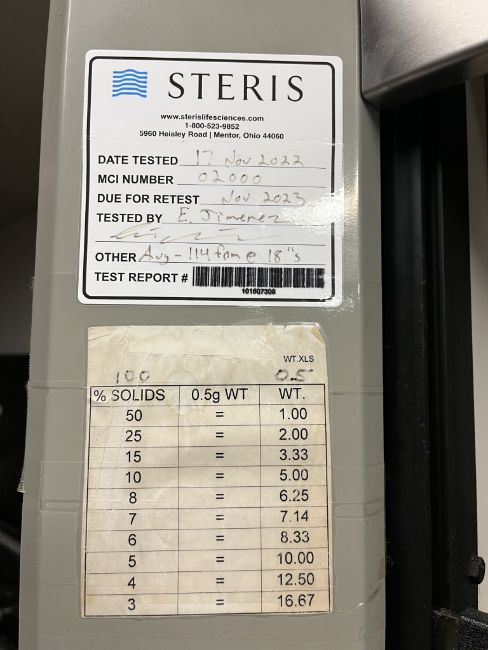 STERIS
www.sterislifesciences.com
1-800-523-9852
5960 Heisley Road | Mentor, Ohio 44060
DATE TESTED 17 Nov 2022
MCI NUMBER 02000
DUE FOR RETEST Nov 2023
TESTED BY E. Jimenez
OTHER Avg - 114 fpm @ 18"s
TEST REPORT #
101607308
WT.XLS
100 0.5
% SOLIDS 0.5g WT WT.
50 = 1.00
25 = 2.00
15 = 3.33
10 = 5.00
8 = 6.25
7 = 7.14
6 = 8.33
5 = 10.00
4 = 12.50
3 = 16.67